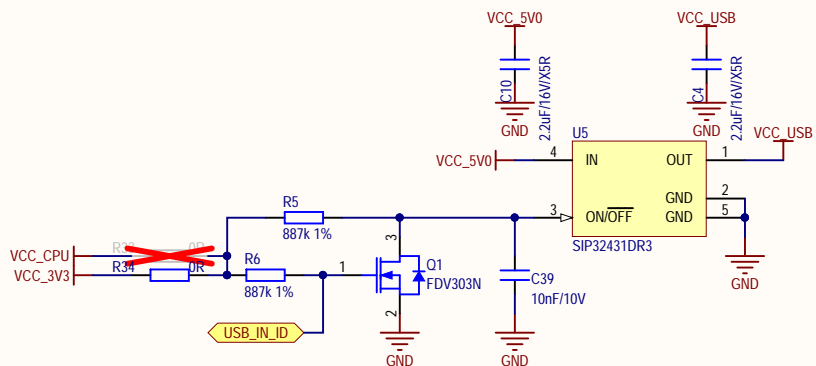 VCC_5V0
VCC_USB
C10
2.2uF/16V/X5R
C4
2.2uF/16V/X5R
GND
GND
U5
VCC_USB
VCC_5V0
4
IN
OUT
1
GND
2
R5
3
ON/OFF
GND
5
887k 1%
SIP32431DR3
R33
0R
VCC_CPU
VCC_3V3
R34
0R
R6
887k 1%
3
1
Q1
FDV303N
C39
10nF/10V
GND
2
USB_IN_ID
GND
GND